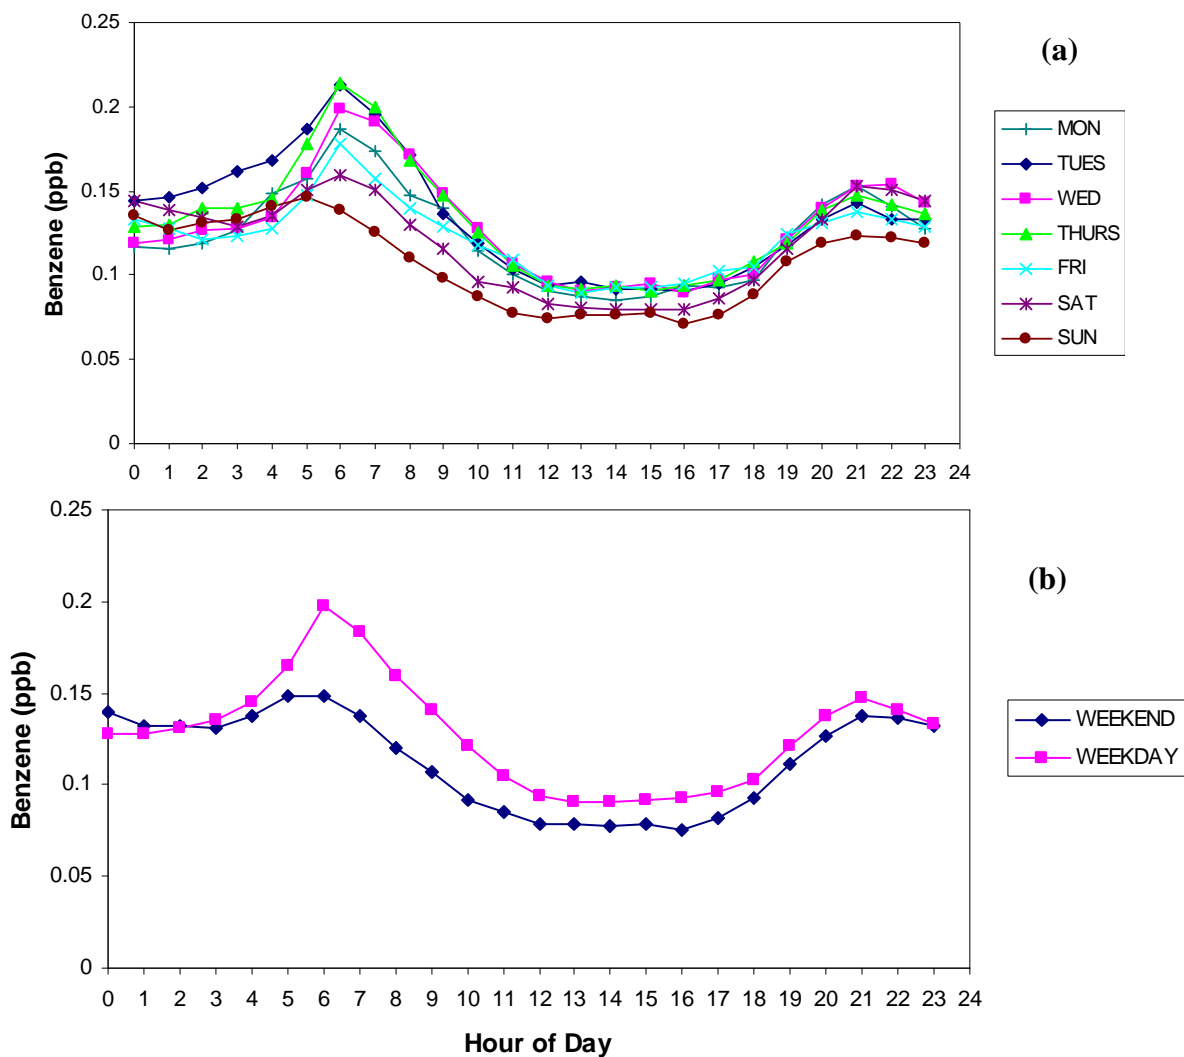 (a)
0.25
0.2
0.15
0.1
0.05
0
Benzene (ppb)
0 1 2 3 4 5 6 7 8 9 10 11 12 13 14 15 16 17 18 19 20 21 22 23 24
MON
TUES
WED
THURS
FRI
SAT
SUN
(b)
0.25
0.2
0.15
0.1
0.05
0
Benzene (ppb)
0 1 2 3 4 5 6 7 8 9 10 11 12 13 14 15 16 17 18 19 20 21 22 23 24
Hour of Day
WEEKEND
WEEKDAY